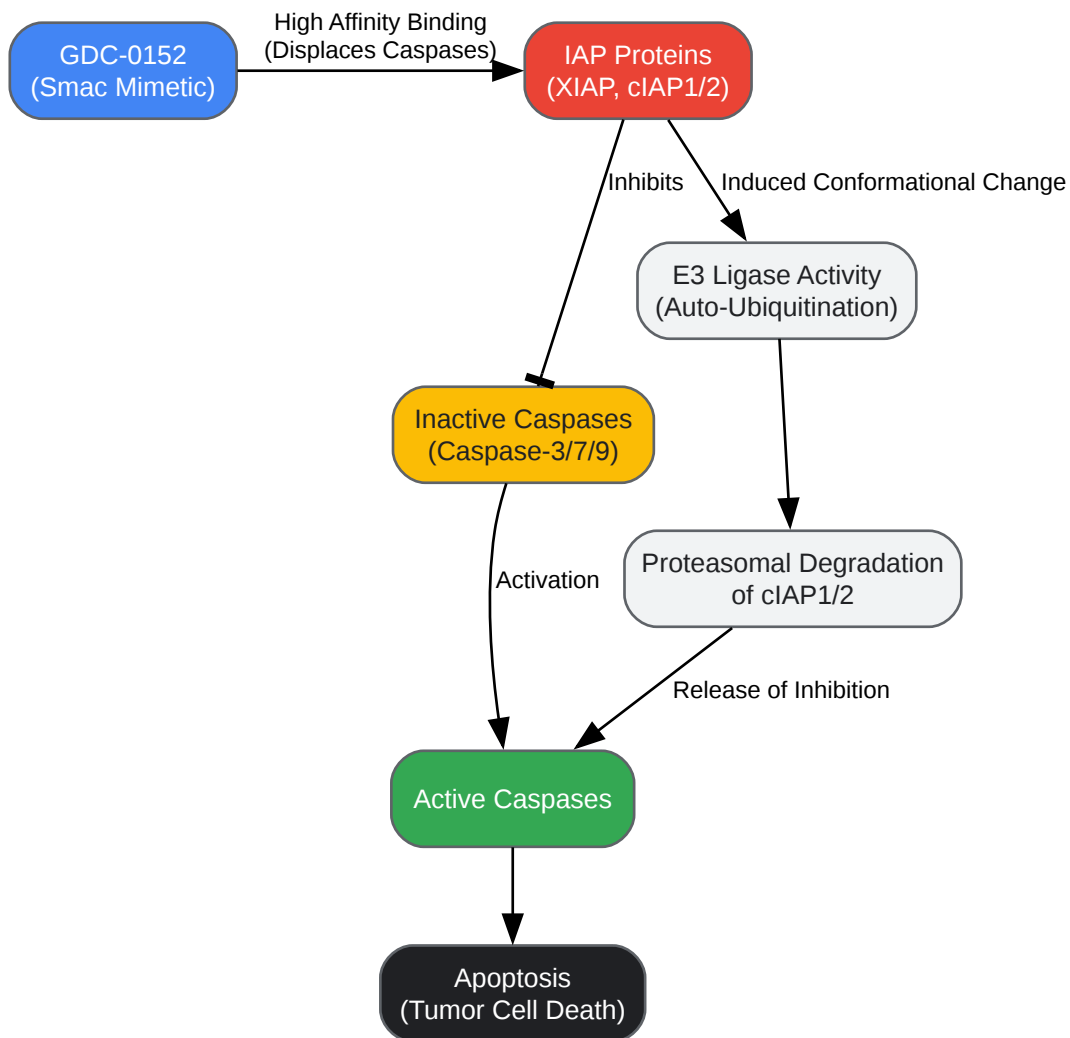 GDC-0152
(Smac Mimetic)
High Affinity Binding
(Displaces Caspases)
IAP Proteins
(XIAP, cIAP1/2)
Inhibits
Induced Conformational Change
E3 Ligase Activity
(Auto-Ubiquitination)
Inactive Caspases
(Caspase-3/7/9)
Proteasomal Degradation
of cIAP1/2
Activation
Release of Inhibition
Active Caspases
Apoptosis
(Tumor Cell Death)